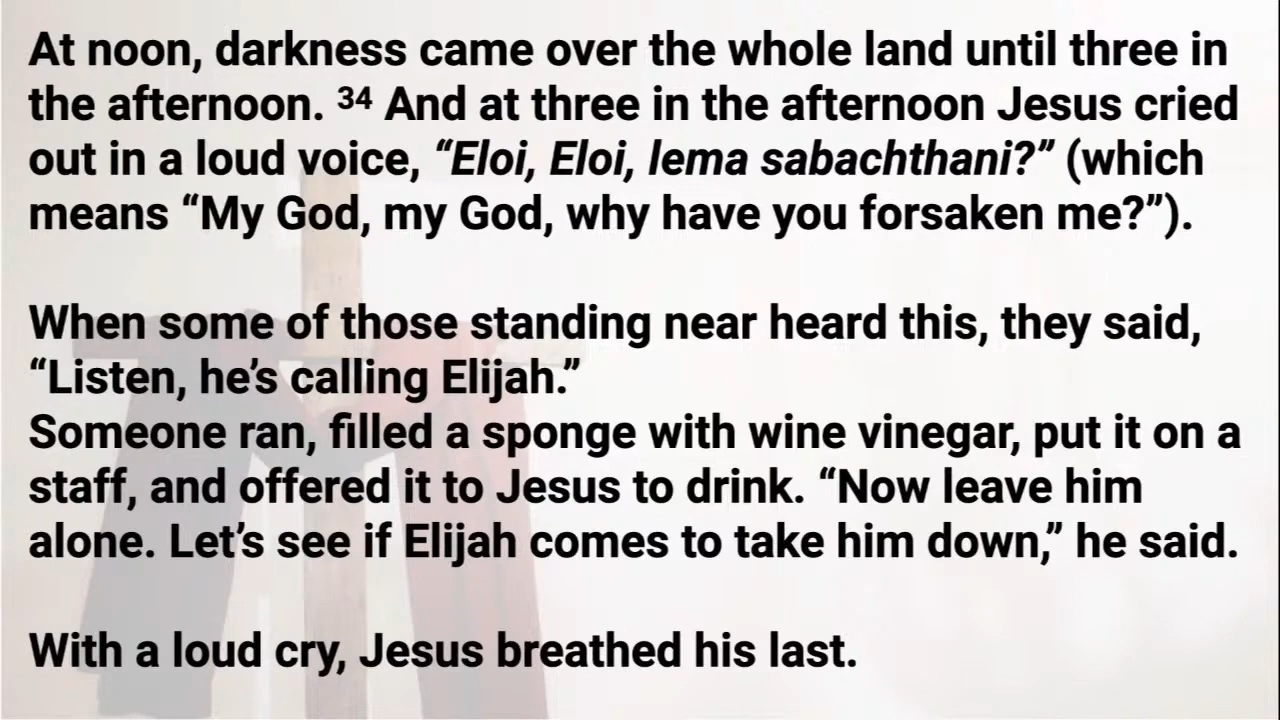 At noon, darkness came over the whole land until three in
the afternoon. ³⁴ And at three in the afternoon Jesus cried
out in a loud voice, “Eloi, Eloi, lema sabachthani?” (which
means “My God, my God, why have you forsaken me?”).
When some of those standing near heard this, they said,
“Listen, he’s calling Elijah.”
Someone ran, filled a sponge with wine vinegar, put it on a
staff, and offered it to Jesus to drink. “Now leave him
alone. Let’s see if Elijah comes to take him down,” he said.
With a loud cry, Jesus breathed his last.